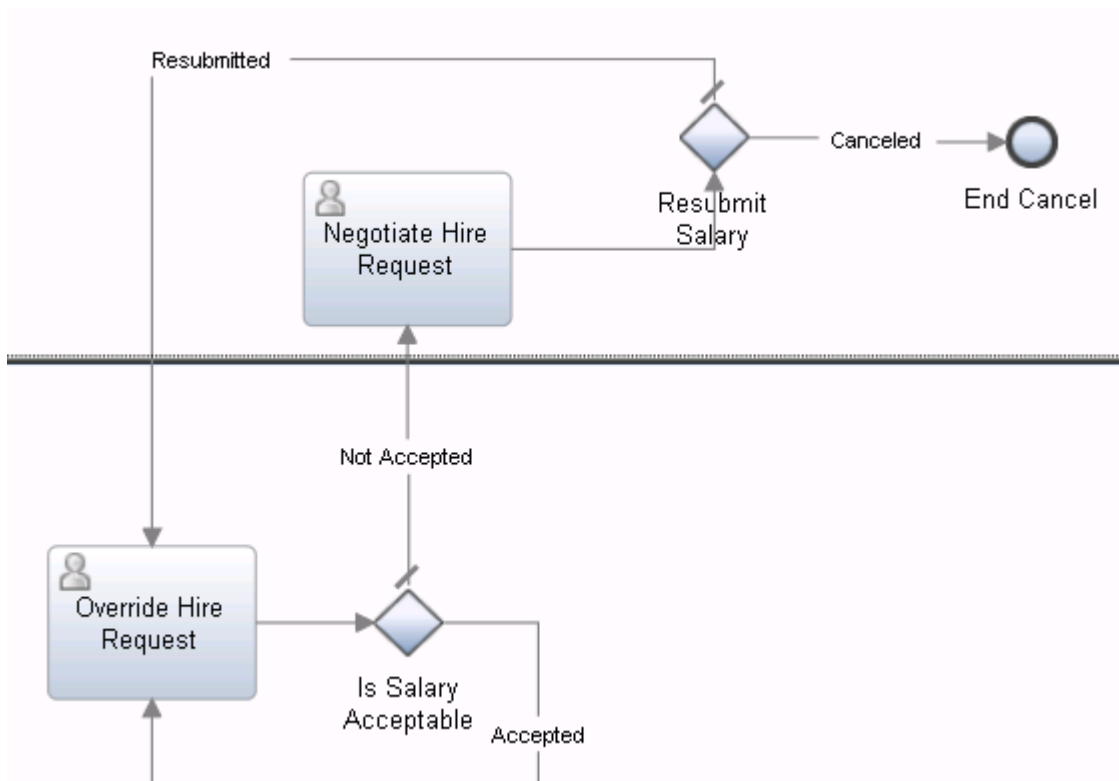 Resubmitted
Canceled
Resubmit
Salary
End Cancel
Negotiate Hire
Request
Not Accepted
Override Hire
Request
Is Salary
Acceptable
Accepted